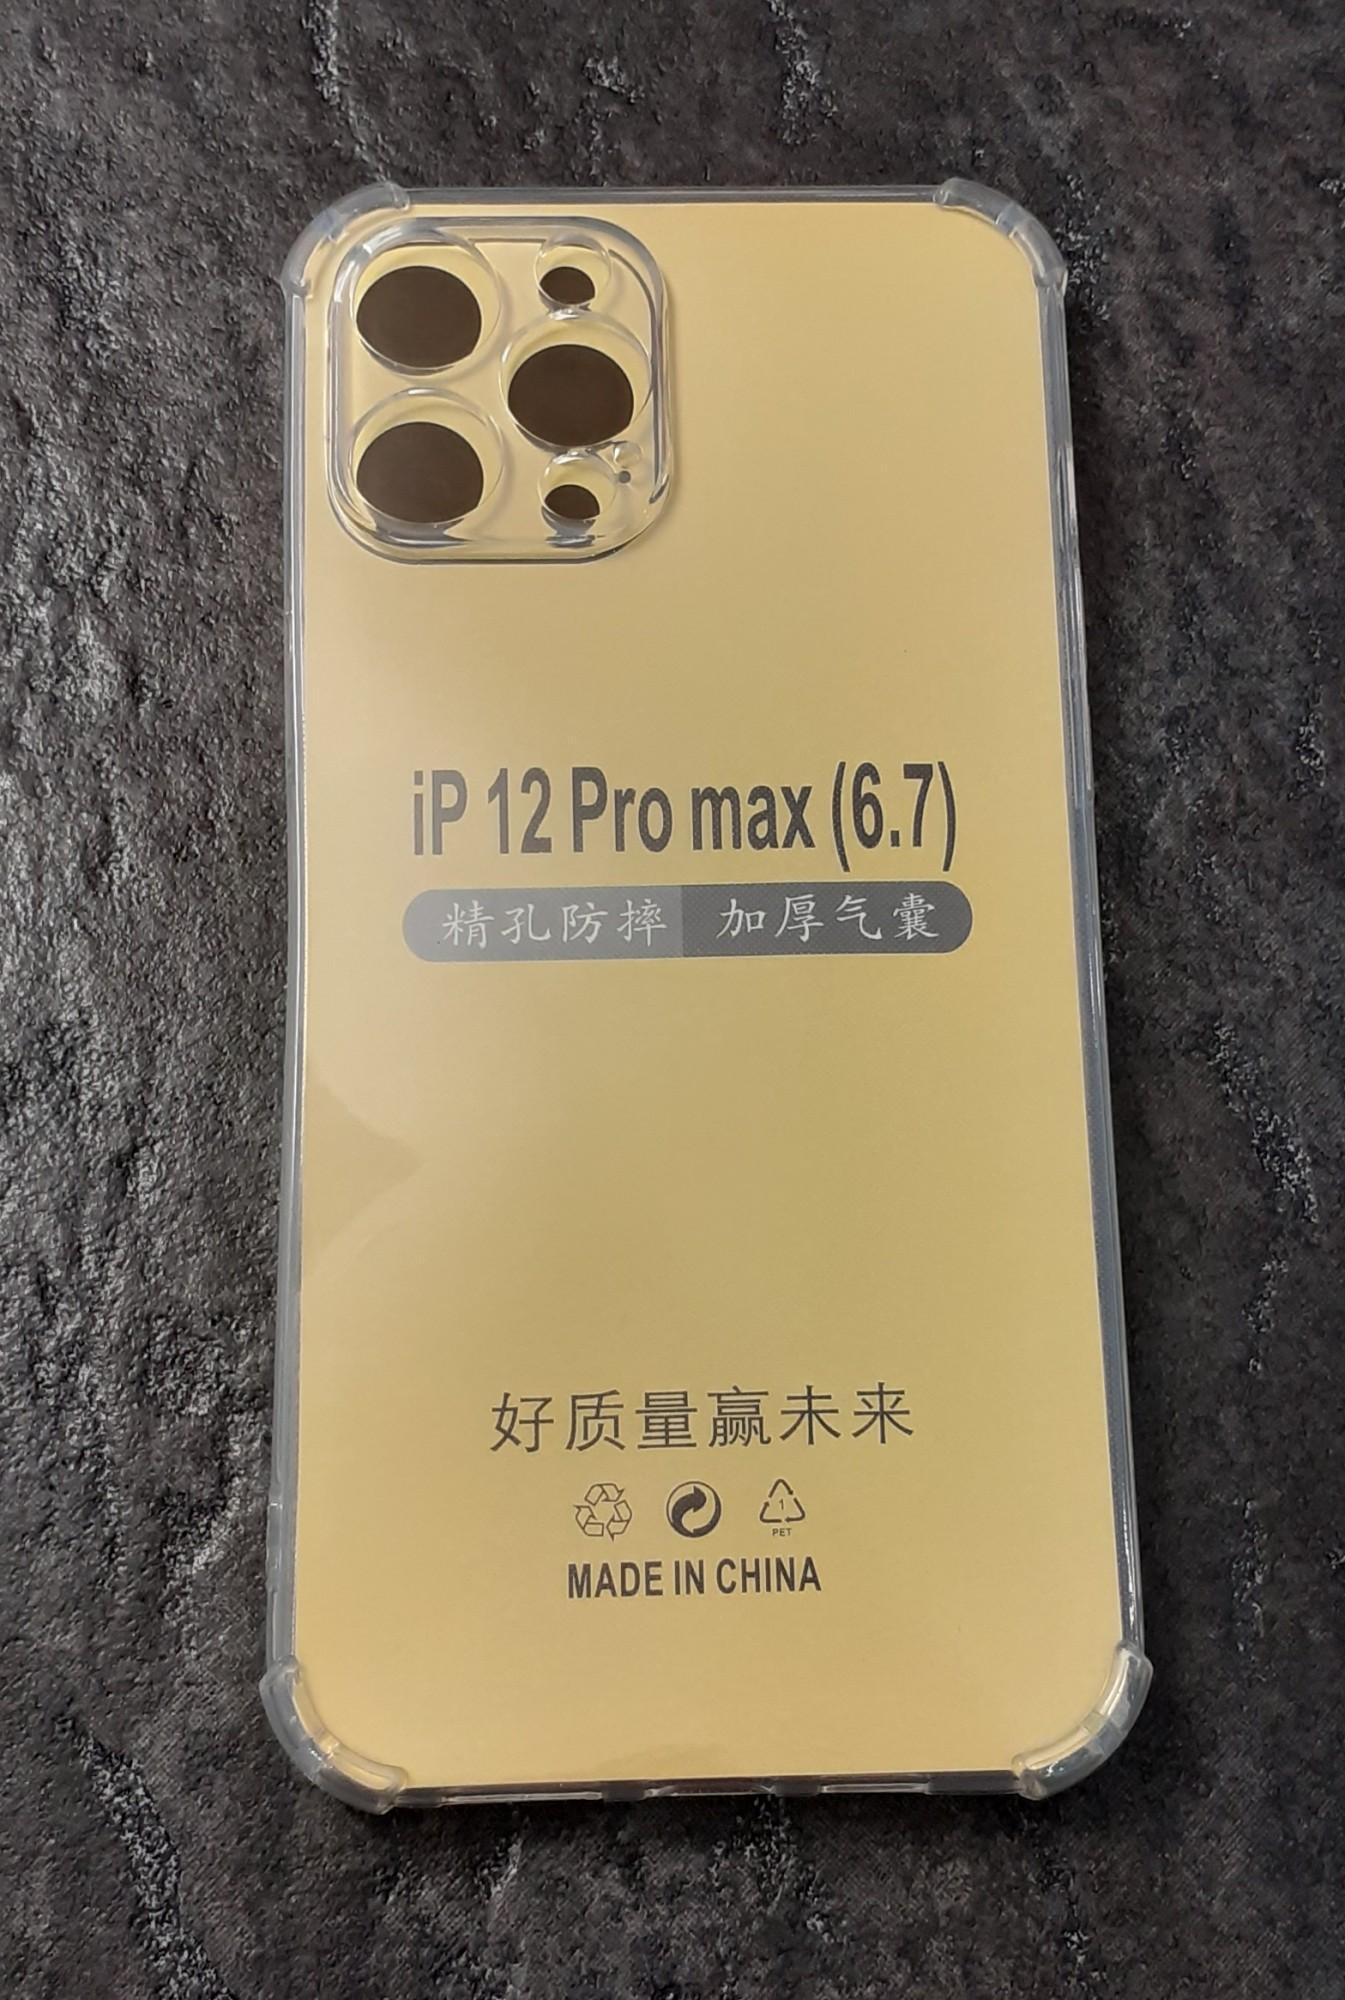 iP 12 Pro max (6.7)
精孔防摔 加厚气囊
好质量赢未来
1
PET
MADE IN CHINA